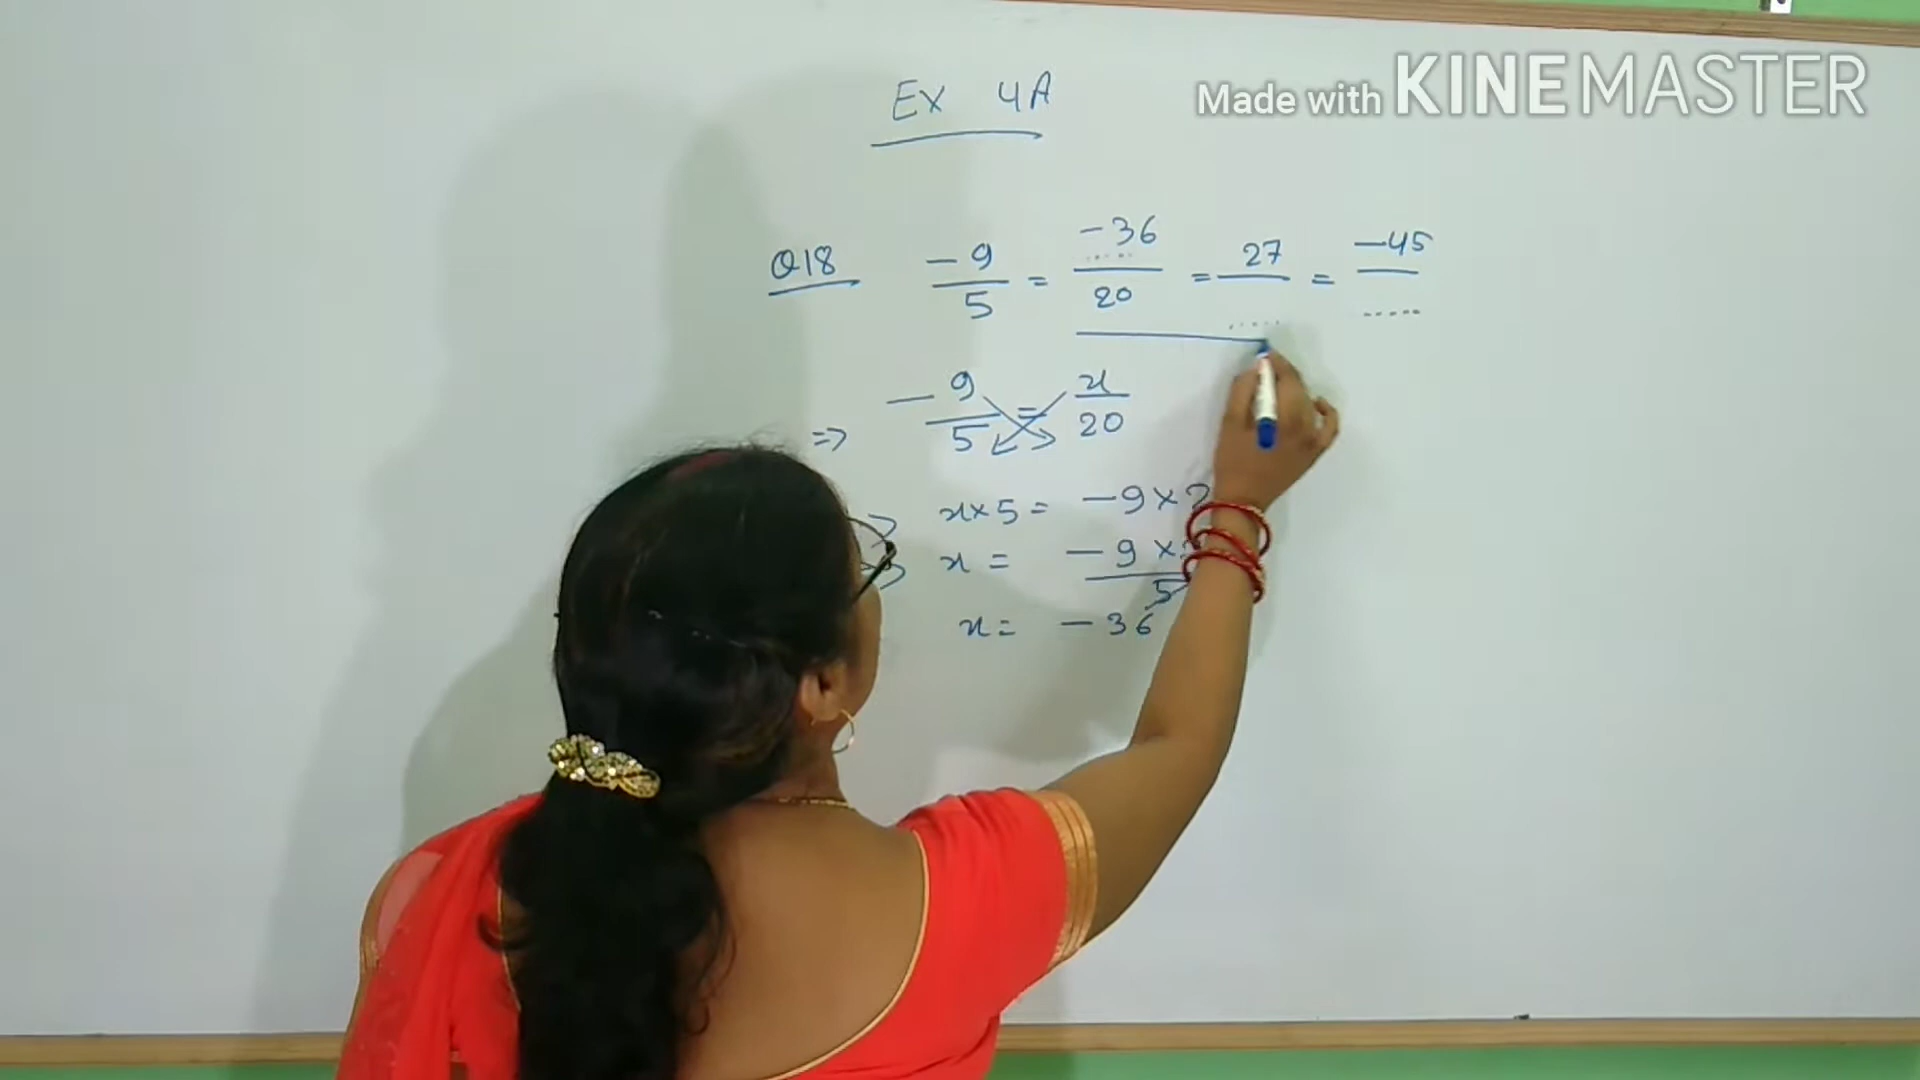 Made with KINEMASTER
Ex 4A
Q18 -9/5 = -36/20 = 27/..... = -45/.....
=> -9/5 = x/20
x×5 = -9×2
x = -9×/5
x = -36